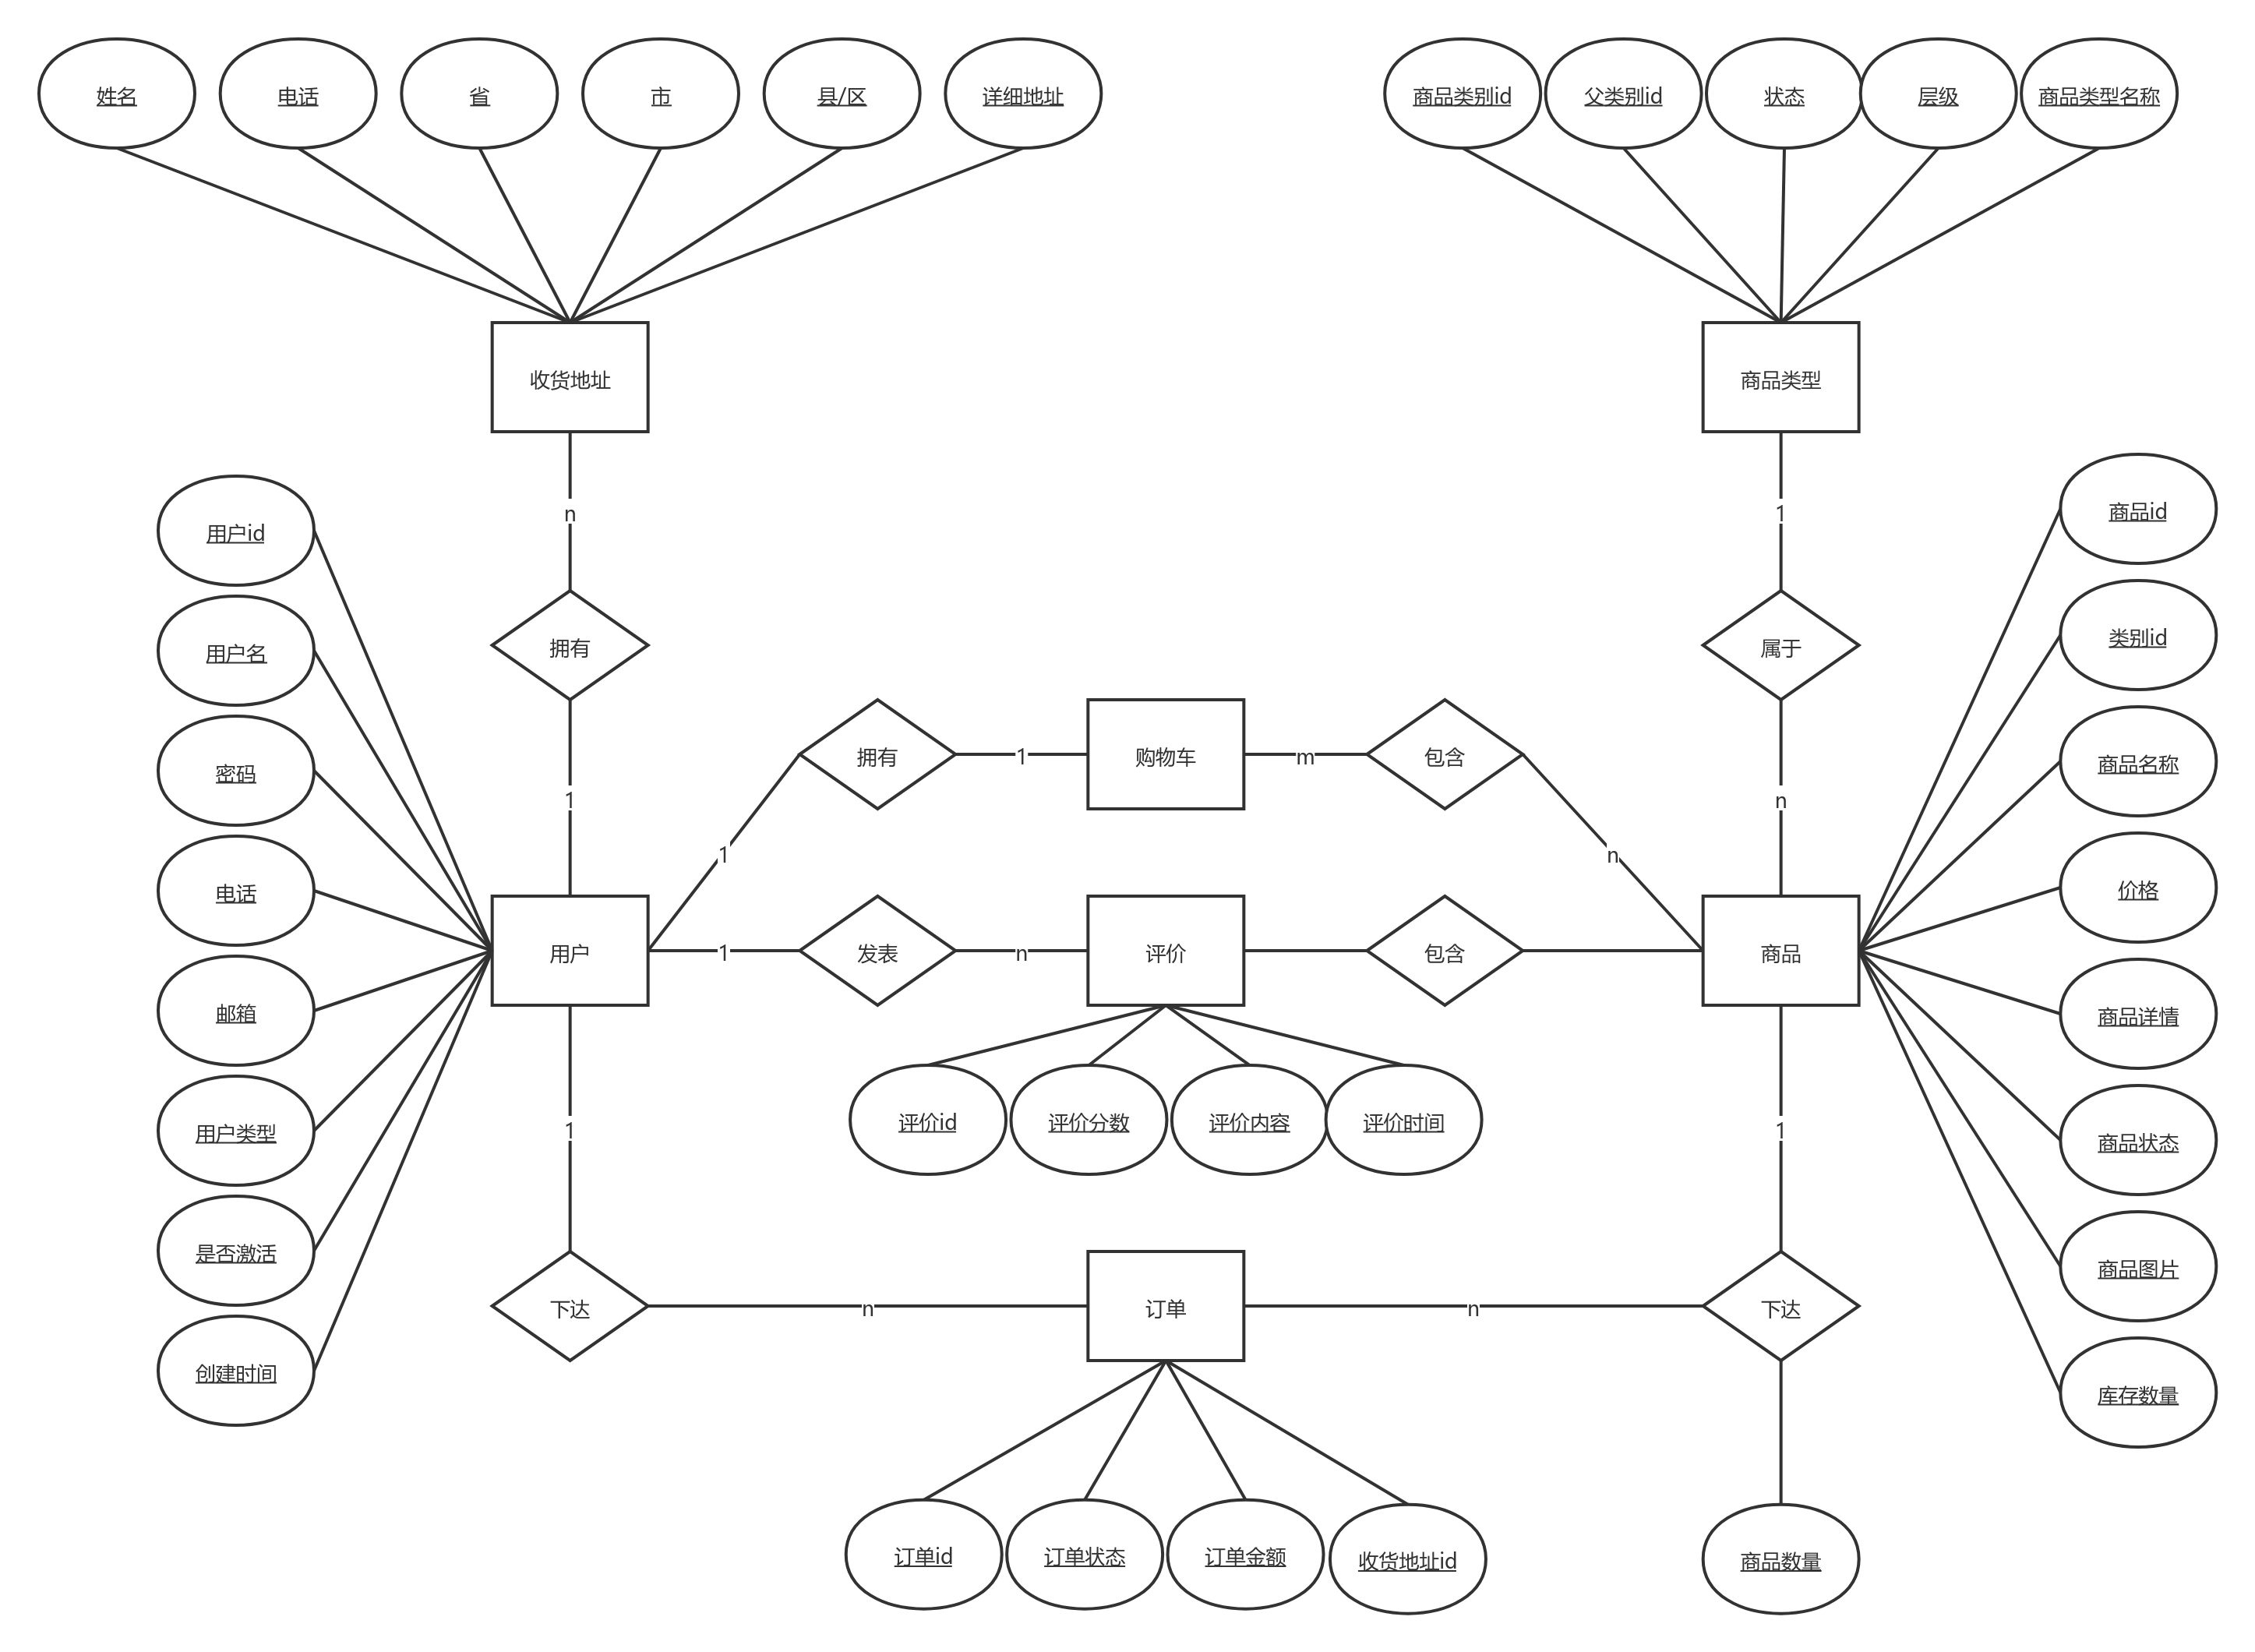 姓名
电话
省
市
县/区
详细地址
商品类别id
父类别id
状态
层级
商品类型名称
收货地址
商品类型
n
1
用户id
商品id
用户名
类别id
拥有
属于
密码
拥有
1
购物车
m
包含
商品名称
1
n
1
n
电话
价格
用户
1
发表
n
评价
包含
商品
邮箱
商品详情
用户类型
1
评价id
评价分数
评价内容
评价时间
1
商品状态
是否激活
商品图片
下达
n
订单
n
下达
创建时间
库存数量
订单id
订单状态
订单金额
收货地址id
商品数量